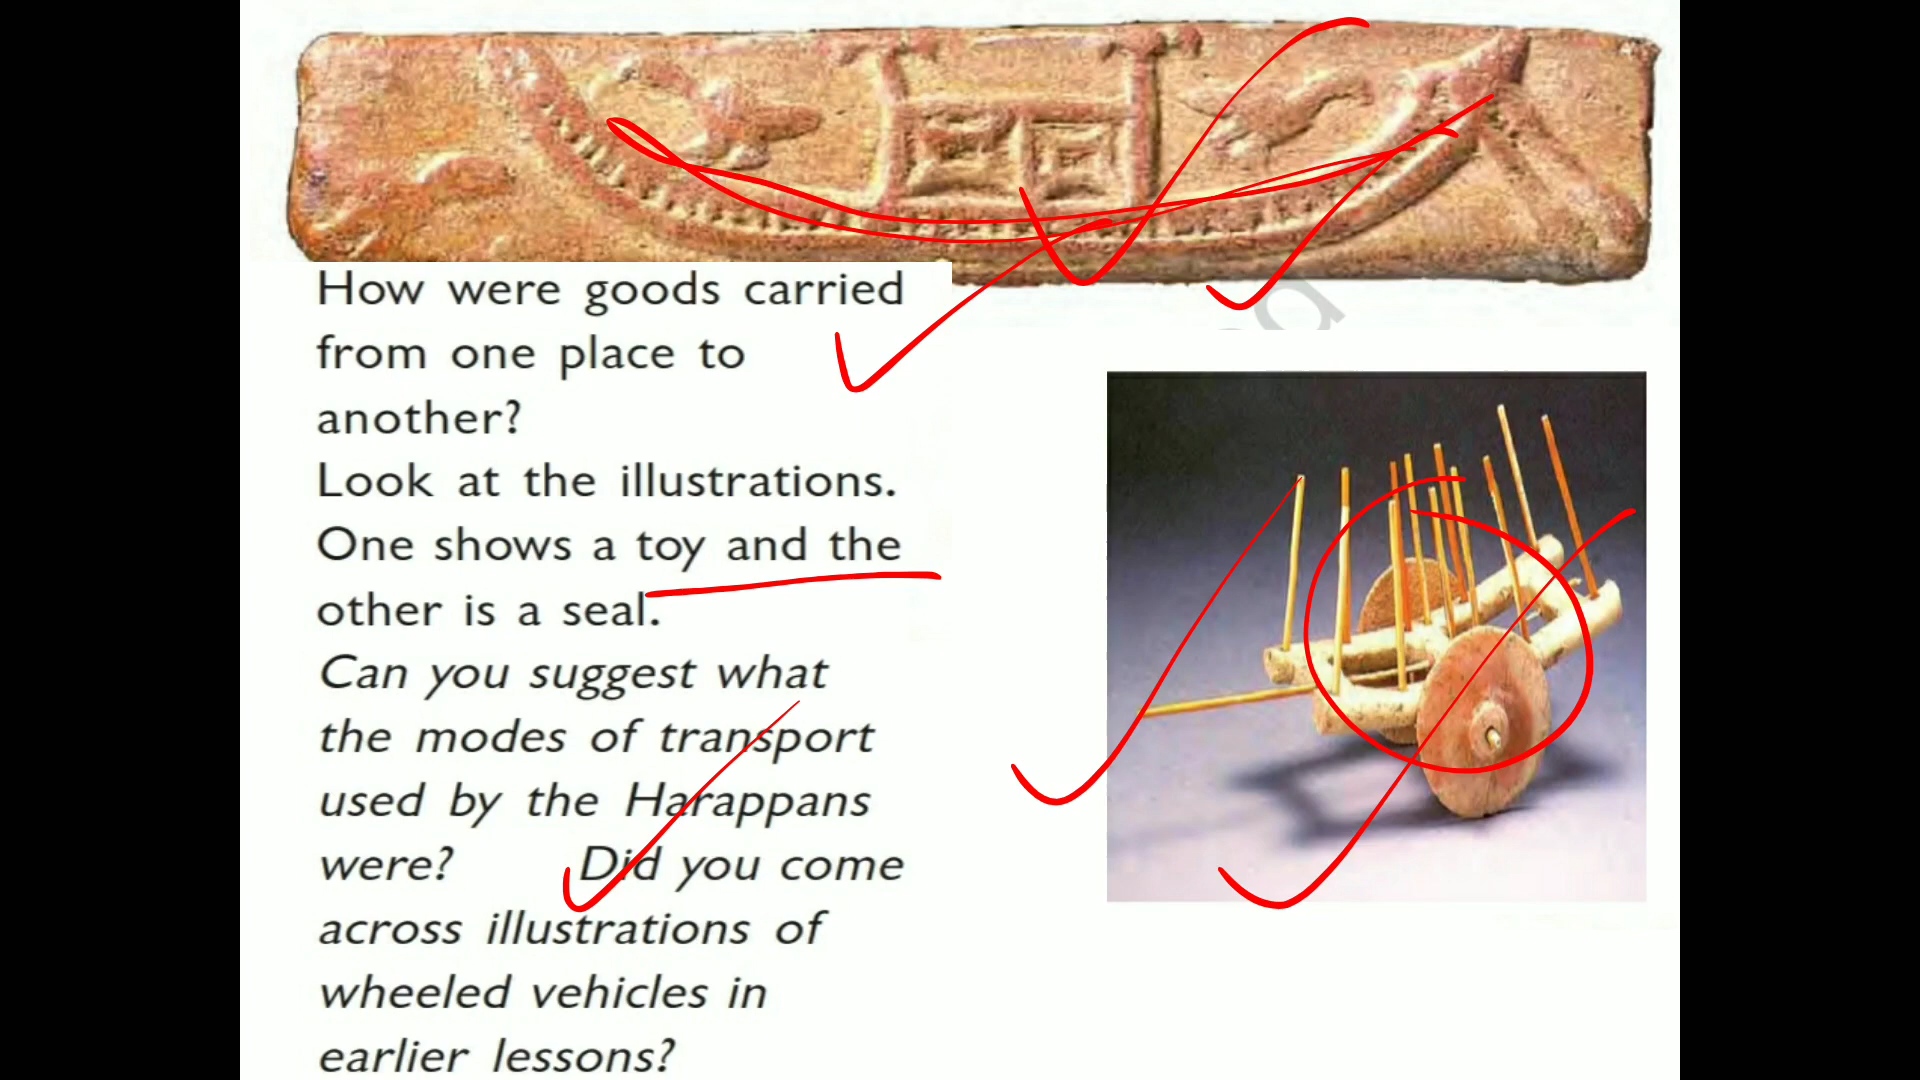 How were goods carried
from one place to
another?
Look at the illustrations.
One shows a toy and the
other is a seal.
Can you suggest what
the modes of transport
used by the Harappans
were? Did you come
across illustrations of
wheeled vehicles in
earlier lessons?